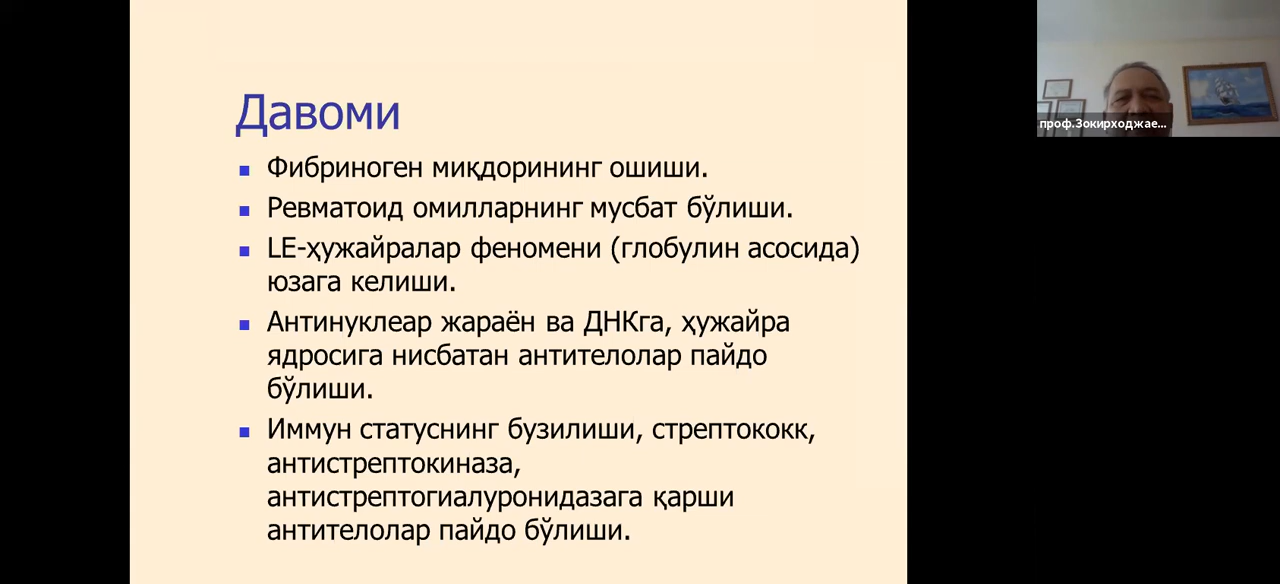 Давоми
Фибриноген миқдорининг ошиши.
Ревматоид омилларнинг мусбат бўлиши.
LE-ҳужайралар феномени (глобулин асосида)
юзага келиши.
Антинуклеар жараён ва ДНКга, ҳужайра
ядросига нисбатан антителолар пайдо
бўлиши.
Иммун статуснинг бузилиши, стрептококк,
антистрептокиназа,
антистрептогиалуронидазага қарши
антителолар пайдо бўлиши.
проф.Зокирходжае...